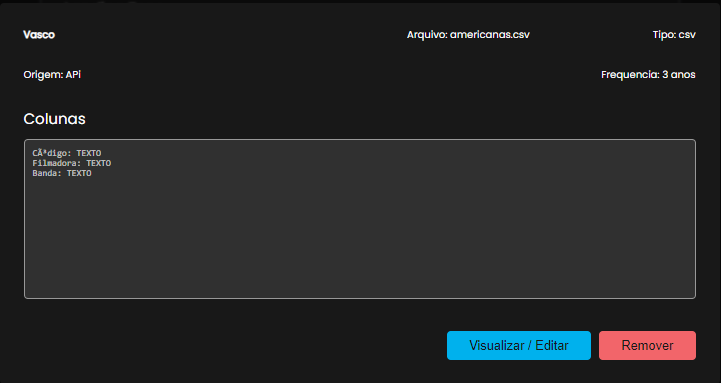 Vasco
Arquivo: americanas.csv
Tipo: csv
Origem: APi
Frequencia: 3 anos
Colunas
CÃªdigo: TEXTO
Filmadora: TEXTO
Banda: TEXTO
Visualizar / Editar
Remover